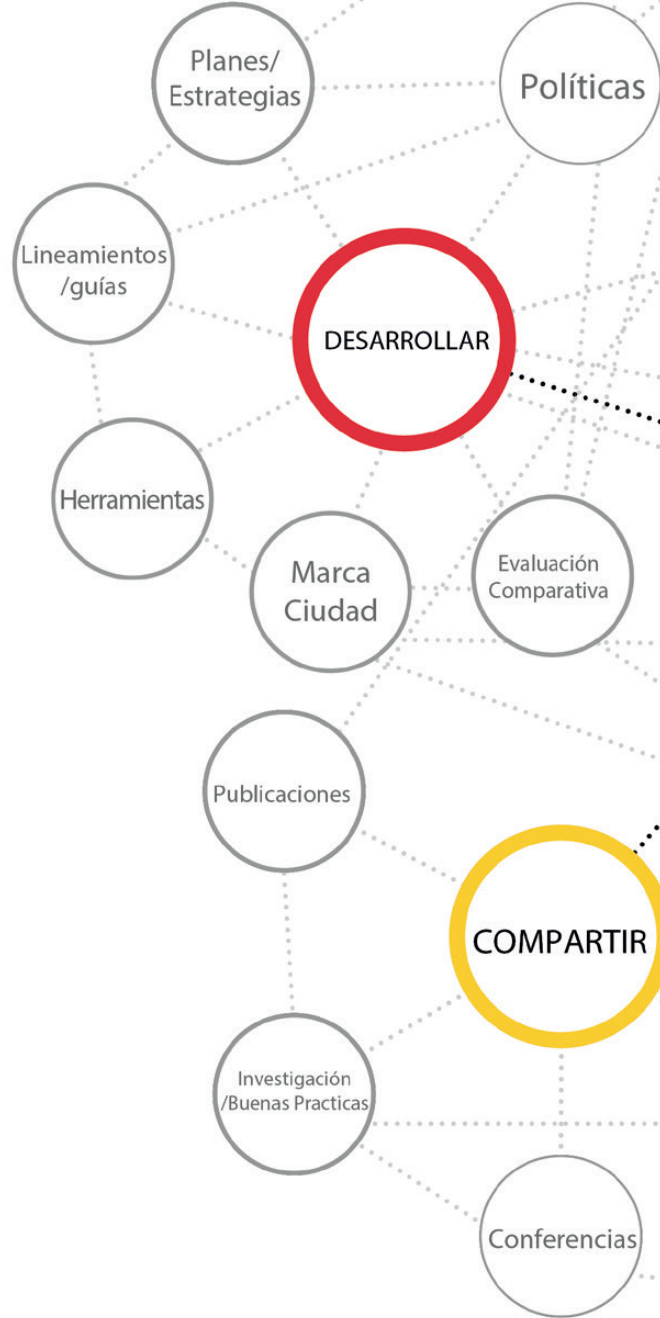 Planes/
Estrategias
Políticas
Lineamientos
/guías
DESARROLLAR
Herramientas
Marca
Ciudad
Evaluación
Comparativa
Publicaciones
COMPARTIR
Investigación
/Buenas Practicas
Conferencias